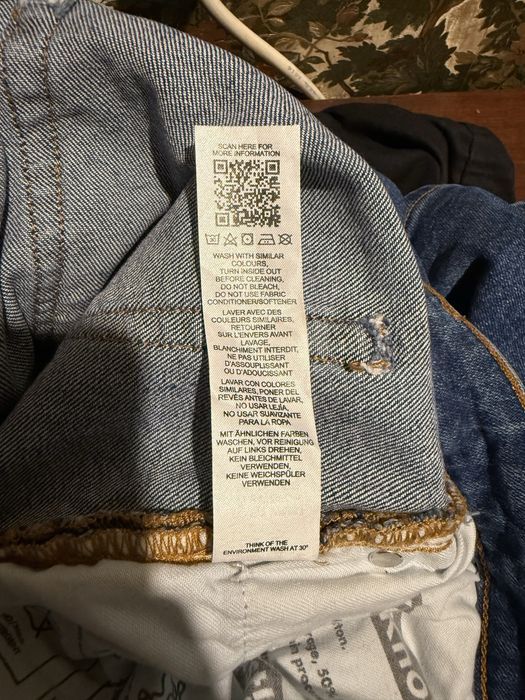 SCAN HERE FOR
MORE INFORMATION
WASH WITH SIMILAR
COLOURS,
TURN INSIDE OUT
BEFORE CLEANING,
DO NOT BLEACH,
DO NOT USE FABRIC
CONDITIONER/SOFTENER
LAVER AVEC DES
COULEURS SIMILAIRES,
RETOURNER
SUR L'ENVERS AVANT
LAVAGE,
BLANCHIMENT INTERDIT,
NE PAS UTILISER
D'ASSOUPLISSANT
OU D'ADOUCISSANT
LAVAR CON COLORES
SIMILARES, PONER DEL
REVÉS ANTES DE LAVAR,
NO USAR LEJÍA,
NO USAR SUAVIZANTE
PARA LA ROPA
MIT ÄHNLICHEN FARBEN
WASCHEN, VOR REINIGUNG
AUF LINKS DREHEN,
KEIN BLEICHMITTEL
VERWENDEN,
KEINE WEICHSPÜLER
VERWENDEN
THINK OF THE
ENVIRONMENT WASH AT 30°
50%